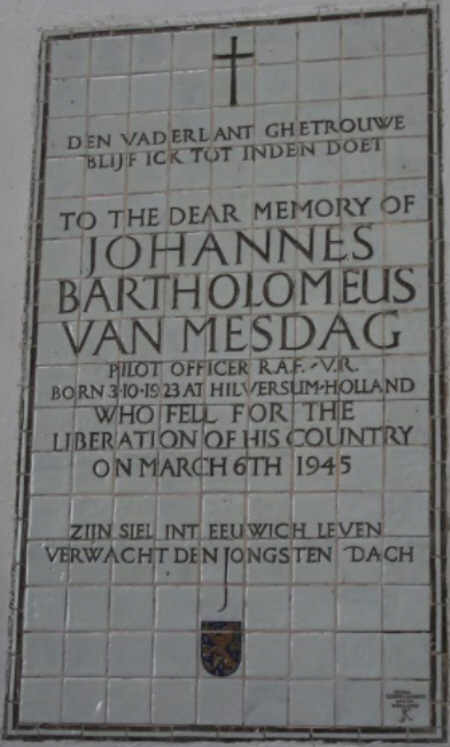 DEN VADERLANT GHETROUWE
BLIJF ICK TOT INDEN DOET
TO THE DEAR MEMORY OF
JOHANNES
BARTHOLOMEUS
VAN MESDAG
PILOT OFFICER R.A.F.-V.R.
BORN 3·10·1923 AT HILVERSUM·HOLLAND
WHO FELL FOR THE
LIBERATION OF HIS COUNTRY
ON MARCH 6TH 1945
ZIJN SIEL INT EEUWICH LEVEN
VERWACHT DEN JONGSTEN DACH